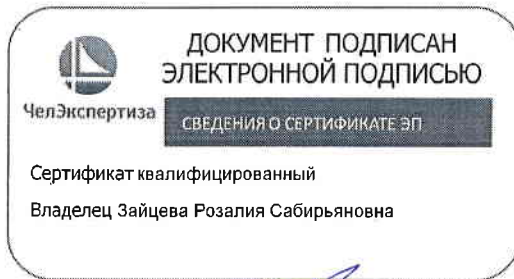 ДОКУМЕНТ ПОДПИСАН
ЭЛЕКТРОННОЙ ПОДПИСЬЮ
ЧелЭкспертиза
СВЕДЕНИЯ О СЕРТИФИКАТЕ ЭП
Сертификат квалифицированный
Владелец Зайцева Розалия Сабирьяновна